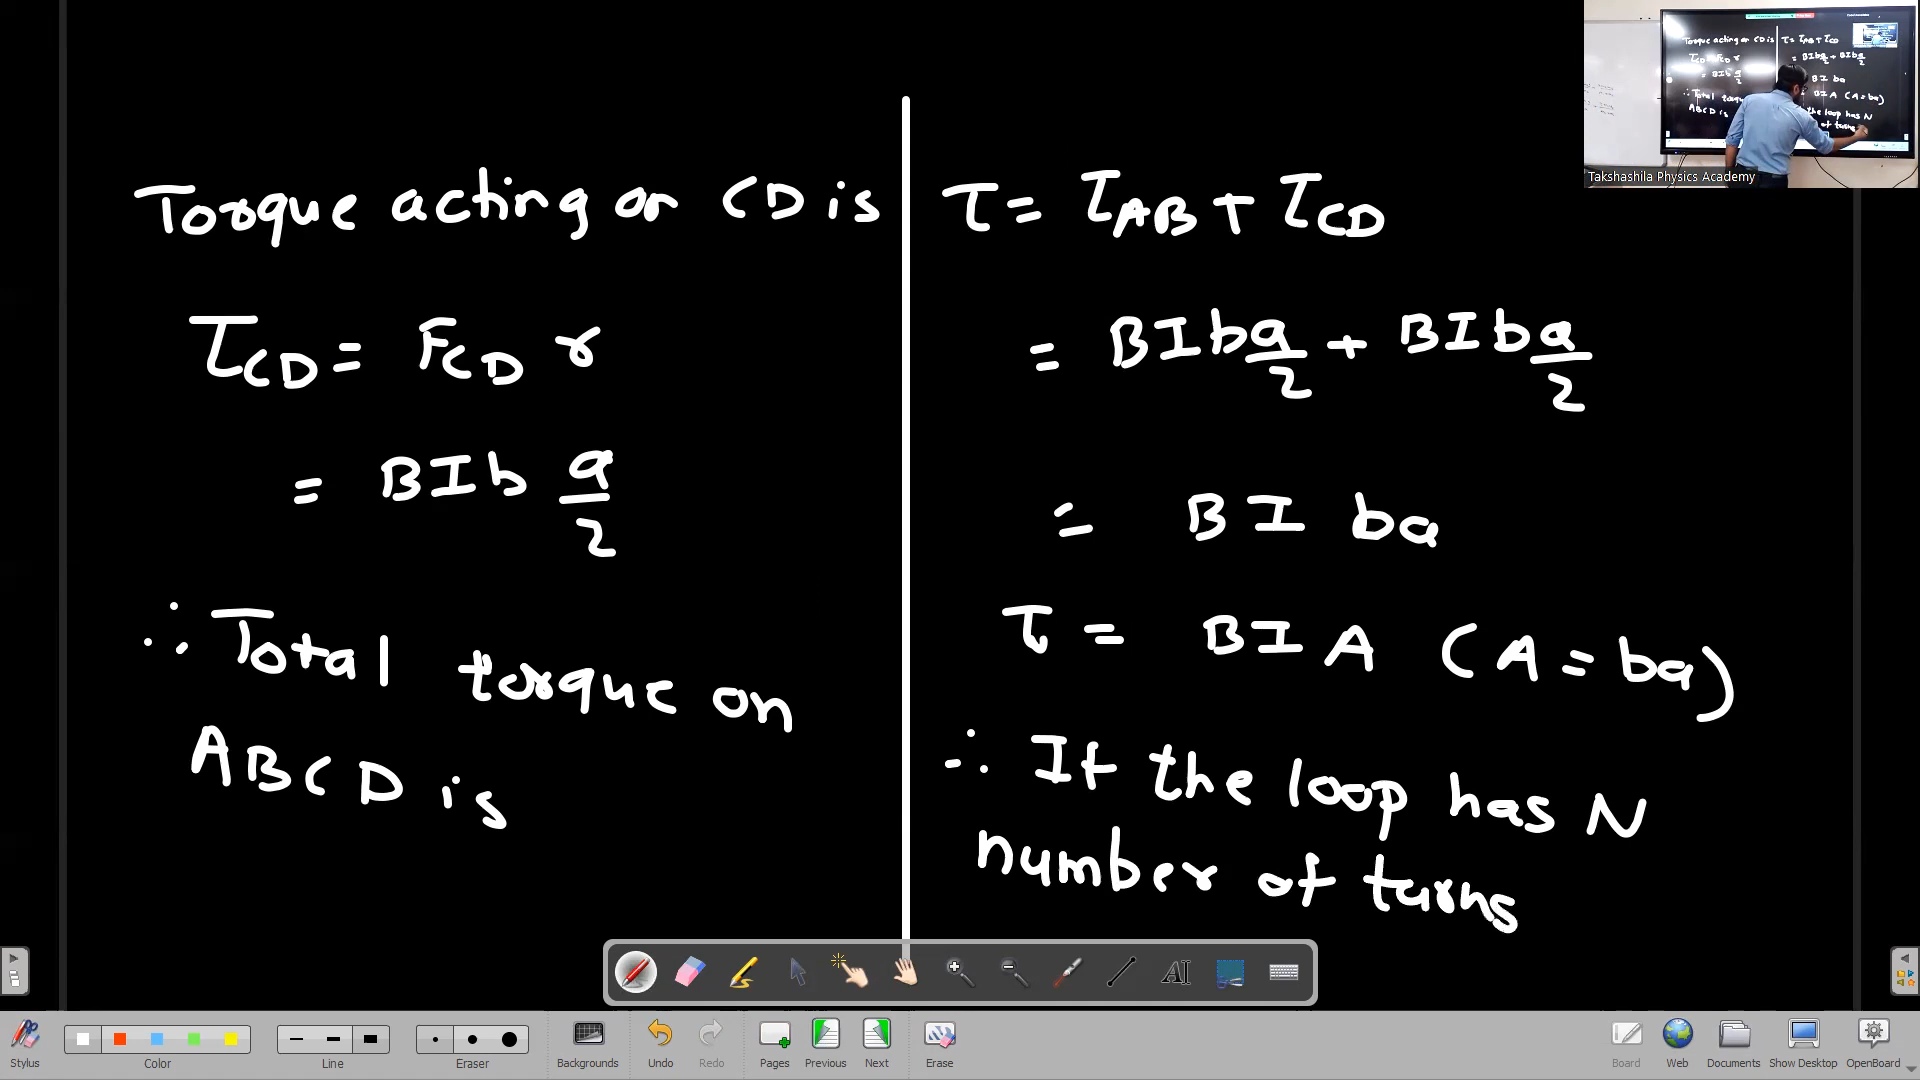 Torque acting on CD is
τCD = FCD r
= BIb a/2
∴ Total torque on
ABCD is
τ = τAB + τCD
= BIb a/2 + BIb a/2
= BI ba
τ = BIA (A = ba)
∴ If the loop has N
number of turns
Takshashila Physics Academy
Stylus
Color
Line
Eraser
Backgrounds
Undo
Redo
Pages
Previous
Next
Erase
Board
Web
Documents
Show Desktop
OpenBoard